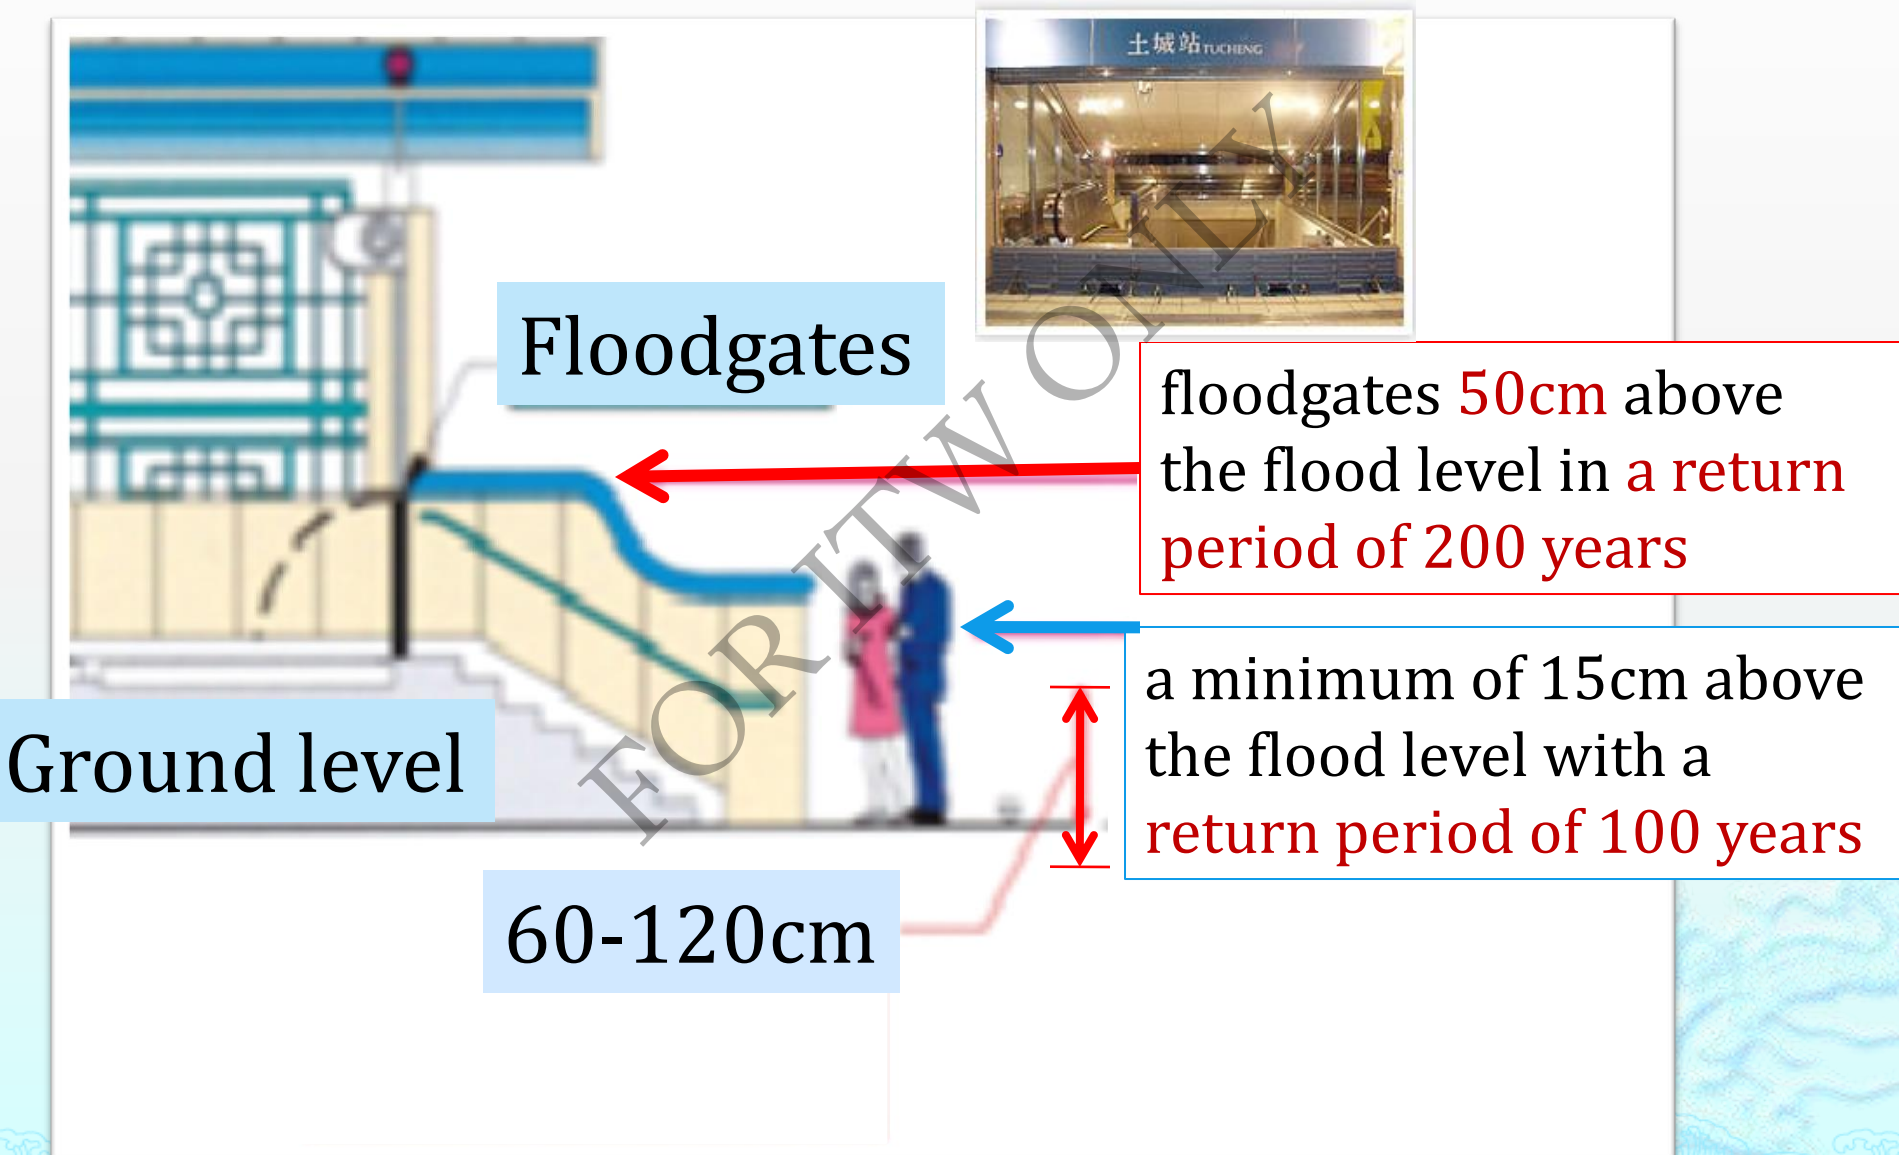 土城站 TUCHENG
Floodgates
floodgates 50cm above
the flood level in a return
period of 200 years
a minimum of 15cm above
the flood level with a
return period of 100 years
Ground level
60-120cm
FOR ITW ONLY